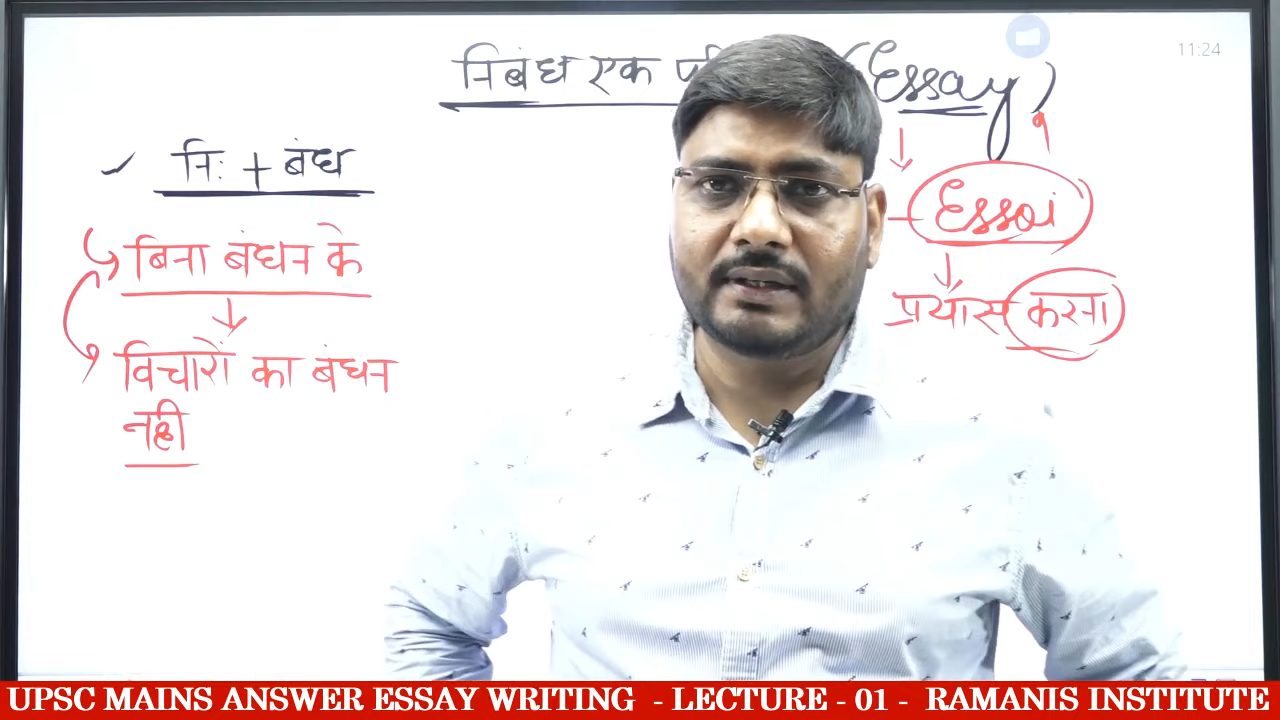 निबंध एक (Essay)
11:24
निः + बंध
Essai
बिना बंधन के
प्रयास करना
विचारों का बंधन
नही
UPSC MAINS ANSWER ESSAY WRITING - LECTURE - 01 - RAMANIS INSTITUTE